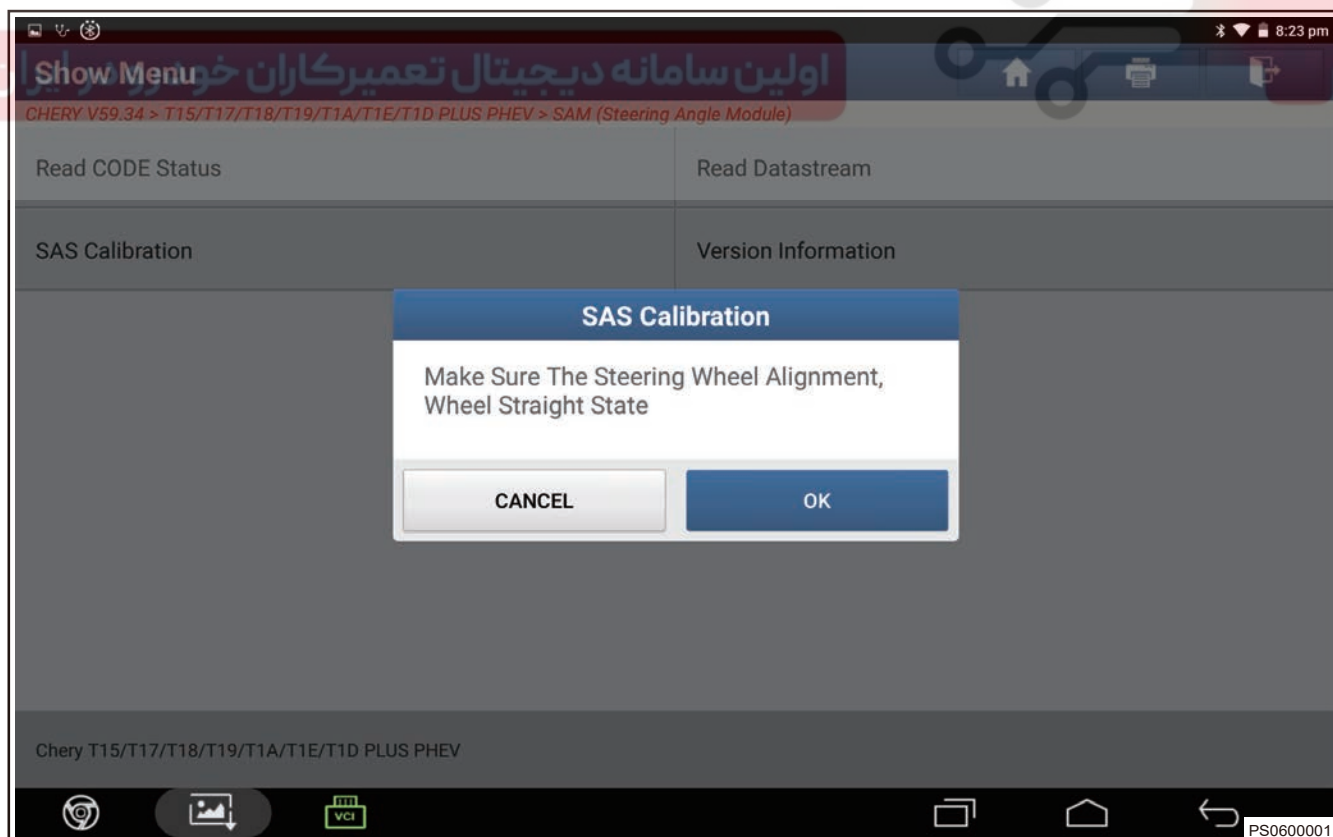 8:23 pm
Show Menu
اولین سامانه دیجیتال تعمیرکاران خودرو در ایران
CHERY V59.34 > T15/T17/T18/T19/T1A/T1E/T1D PLUS PHEV > SAM (Steering Angle Module)
Read CODE Status
Read Datastream
SAS Calibration
Version Information
SAS Calibration
Make Sure The Steering Wheel Alignment,
Wheel Straight State
CANCEL
OK
Chery T15/T17/T18/T19/T1A/T1E/T1D PLUS PHEV
VCI
PS0600001